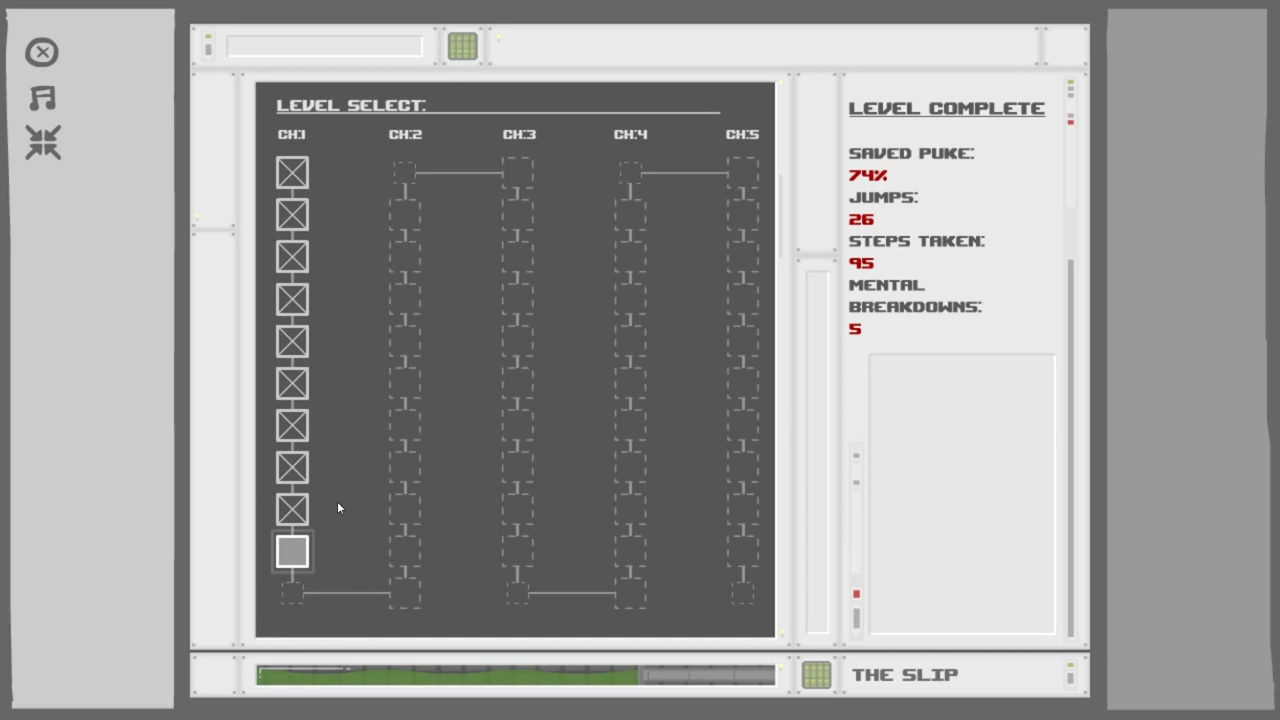 LEVEL SELECT:
CH:1 CH:2 CH:3 CH:4 CH:5
LEVEL COMPLETE
SAVED PUKE:
74%
JUMPS:
26
STEPS TAKEN:
95
MENTAL
BREAKDOWNS:
5
THE SLIP